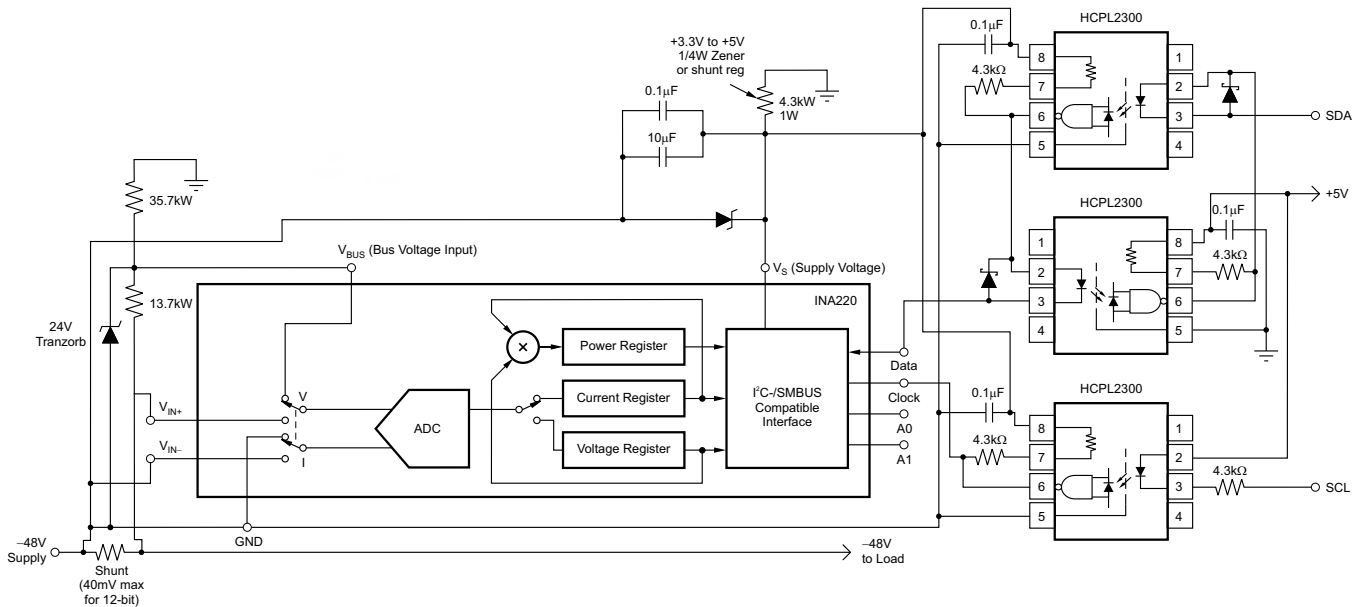 HCPL2300
0.1μF
8
4.3kΩ
7
6
5
1
2
3
4
SDA
+3.3V to +5V
1/4W Zener
or shunt reg
4.3kW
1W
0.1μF
10μF
35.7kW
+5V
HCPL2300
1
2
3
4
0.1μF
8
4.3kΩ
7
6
5
VBUS (Bus Voltage Input)
VS (Supply Voltage)
13.7kW
24V
Tranzorb
INA220
×
Power Register
Current Register
Voltage Register
I²C-/SMBUS
Compatible
Interface
Data
Clock
A0
A1
V
I
ADC
VIN+
VIN–
GND
HCPL2300
0.1μF
8
4.3kΩ
7
6
5
1
2
3
4
4.3kΩ
SCL
–48V
Supply
Shunt
(40mV max
for 12-bit)
–48V
to Load